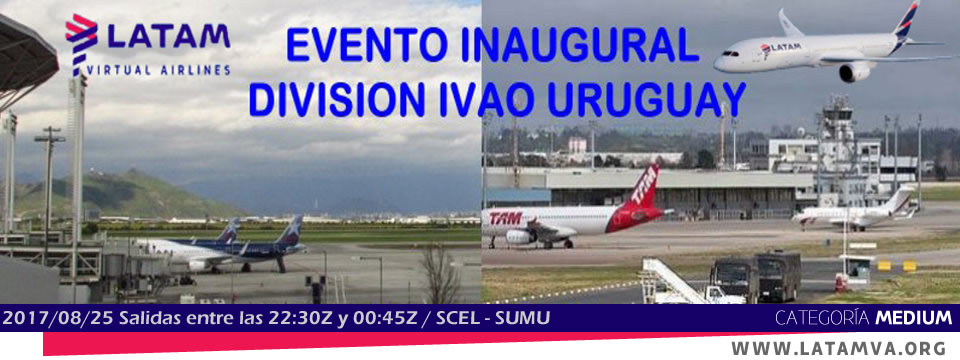 LATAM
VIRTUAL AIRLINES
EVENTO INAUGURAL
DIVISION IVAO URUGUAY
LATAM
TAM
TAM
2017/08/25 Salidas entre las 22:30Z y 00:45Z / SCEL - SUMU
CATEGORÍA MEDIUM
WWW.LATAMVA.ORG